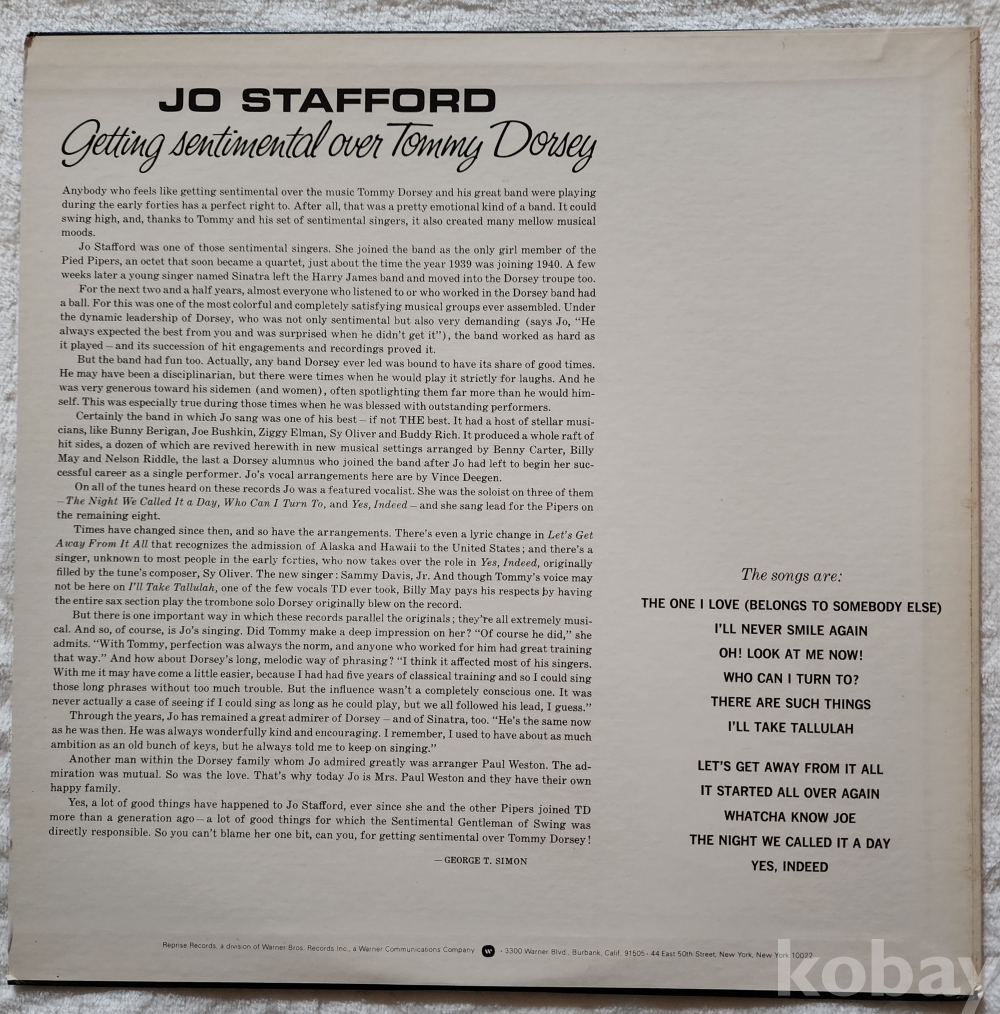 JO STAFFORD
Getting sentimental over Tommy Dorsey
Anybody who feels like getting sentimental over the music Tommy Dorsey and his great band were playing
during the early forties has a perfect right to. After all, that was a pretty emotional kind of a band. It could
swing high, and, thanks to Tommy and his set of sentimental singers, it also created many mellow musical
moods.
Jo Stafford was one of those sentimental singers. She joined the band as the only girl member of the
Pied Pipers, an octet that soon became a quartet, just about the time the year 1939 was joining 1940. A few
weeks later a young singer named Sinatra left the Harry James band and moved into the Dorsey troupe too.
For the next two and a half years, almost everyone who listened to or who worked in the Dorsey band had
a ball. For this was one of the most colorful and completely satisfying musical groups ever assembled. Under
the dynamic leadership of Dorsey, who was not only sentimental but also very demanding (says Jo, "He
always expected the best from you and was surprised when he didn't get it"), the band worked as hard as
it played – and its succession of hit engagements and recordings proved it.
But the band had fun too. Actually, any band Dorsey ever led was bound to have its share of good times.
He may have been a disciplinarian, but there were times when he would play it strictly for laughs. And he
was very generous toward his sidemen (and women), often spotlighting them far more than he would him-
self. This was especially true during those times when he was blessed with outstanding performers.
Certainly the band in which Jo sang was one of his best – if not THE best. It had a host of stellar musi-
cians, like Bunny Berigan, Joe Bushkin, Ziggy Elman, Sy Oliver and Buddy Rich. It produced a whole raft of
hit sides, a dozen of which are revived herewith in new musical settings arranged by Benny Carter, Billy
May and Nelson Riddle, the last a Dorsey alumnus who joined the band after Jo had left to begin her suc-
cessful career as a single performer. Jo's vocal arrangements here are by Vince Deegen.
On all of the tunes heard on these records Jo was a featured vocalist. She was the soloist on three of them
– The Night We Called It a Day, Who Can I Turn To, and Yes, Indeed – and she sang lead for the Pipers on
the remaining eight.
Times have changed since then, and so have the arrangements. There's even a lyric change in Let's Get
Away From It All that recognizes the admission of Alaska and Hawaii to the United States; and there's a
singer, unknown to most people in the early forties, who now takes over the role in Yes, Indeed, originally
filled by the tune's composer, Sy Oliver. The new singer: Sammy Davis, Jr. And though Tommy's voice may
not be here on I'll Take Tallulah, one of the few vocals TD ever took, Billy May pays his respects by having
the entire sax section play the trombone solo Dorsey originally blew on the record.
But there is one important way in which these records parallel the originals; they're all extremely musi-
cal. And so, of course, is Jo's singing. Did Tommy make a deep impression on her? "Of course he did," she
admits. "With Tommy, perfection was always the norm, and anyone who worked for him had great training
that way." And how about Dorsey's long, melodic way of phrasing? "I think it affected most of his singers.
With me it may have come a little easier, because I had had five years of classical training and so I could sing
those long phrases without too much trouble. But the influence wasn't a completely conscious one. It was
never actually a case of seeing if I could sing as long as he could play, but we all followed his lead, I guess."
Through the years, Jo has remained a great admirer of Dorsey – and of Sinatra, too. "He's the same now
as he was then. He was always wonderfully kind and encouraging. I remember, I used to have about as much
ambition as an old bunch of keys, but he always told me to keep on singing."
Another man within the Dorsey family whom Jo admired greatly was arranger Paul Weston. The ad-
miration was mutual. So was the love. That's why today Jo is Mrs. Paul Weston and they have their own
happy family.
Yes, a lot of good things have happened to Jo Stafford, ever since she and the other Pipers joined TD
more than a generation ago – a lot of good things for which the Sentimental Gentleman of Swing was
directly responsible. So you can't blame her one bit, can you, for getting sentimental over Tommy Dorsey!
– GEORGE T. SIMON
The songs are:
THE ONE I LOVE (BELONGS TO SOMEBODY ELSE)
I'LL NEVER SMILE AGAIN
OH! LOOK AT ME NOW!
WHO CAN I TURN TO?
THERE ARE SUCH THINGS
I'LL TAKE TALLULAH
LET'S GET AWAY FROM IT ALL
IT STARTED ALL OVER AGAIN
WHATCHA KNOW JOE
THE NIGHT WE CALLED IT A DAY
YES, INDEED
Reprise Records, a division of Warner Bros. Records Inc., a Warner Communications Company W · 3300 Warner Blvd., Burbank, Calif. 91505 · 44 East 50th Street, New York, New York 10022
kobay